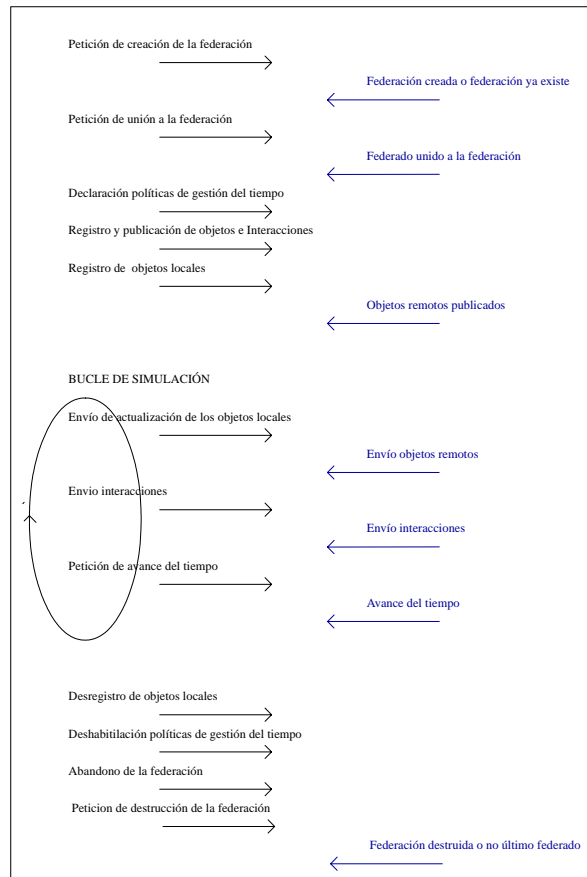 Petición de creación de la federación
Federación creada o federación ya existe
Petición de unión a la federación
Federado unido a la federación
Declaración políticas de gestión del tiempo
Registro y publicación de objetos e Interacciones
Registro de objetos locales
Objetos remotos publicados
BUCLE DE SIMULACIÓN
Envío de actualización de los objetos locales
Envío objetos remotos
Envio interacciones
Envío interacciones
Petición de avance del tiempo
Avance del tiempo
Desregistro de objetos locales
Deshabitilación políticas de gestión del tiempo
Abandono de la federación
Peticion de destrucción de la federación
Federación destruida o no último federado